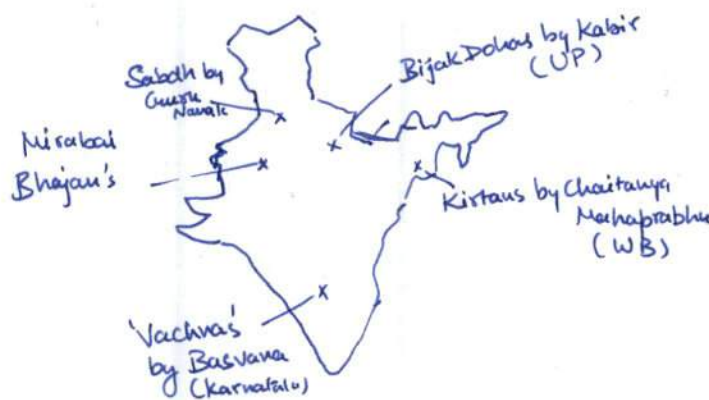 Sabdh by
Guru
Nanak
Bijak Dohas by Kabir
(UP)
Mirabai
Bhajan's
Kirtans by Chaitanya
Mahaprabhu
(WB)
'Vachnas'
by Basvana
(Karnataka)